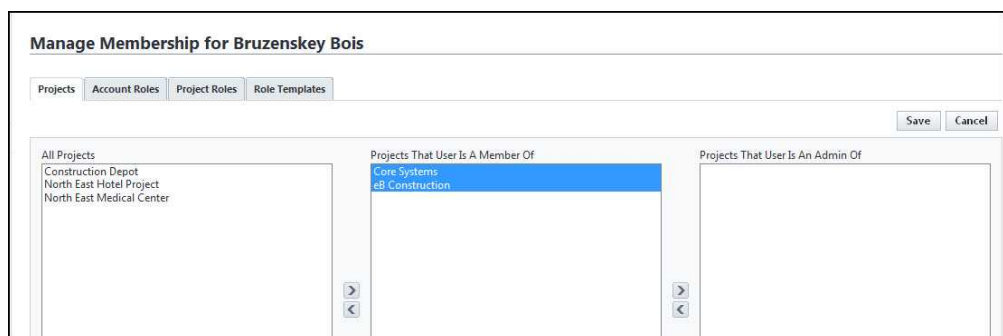 Manage Membership for Bruzenskey Bois
Projects Account Roles Project Roles Role Templates
Save Cancel
All Projects Projects That User Is A Member Of Projects That User Is An Admin Of
Construction Depot Core Systems
North East Hotel Project eB Construction
North East Medical Center